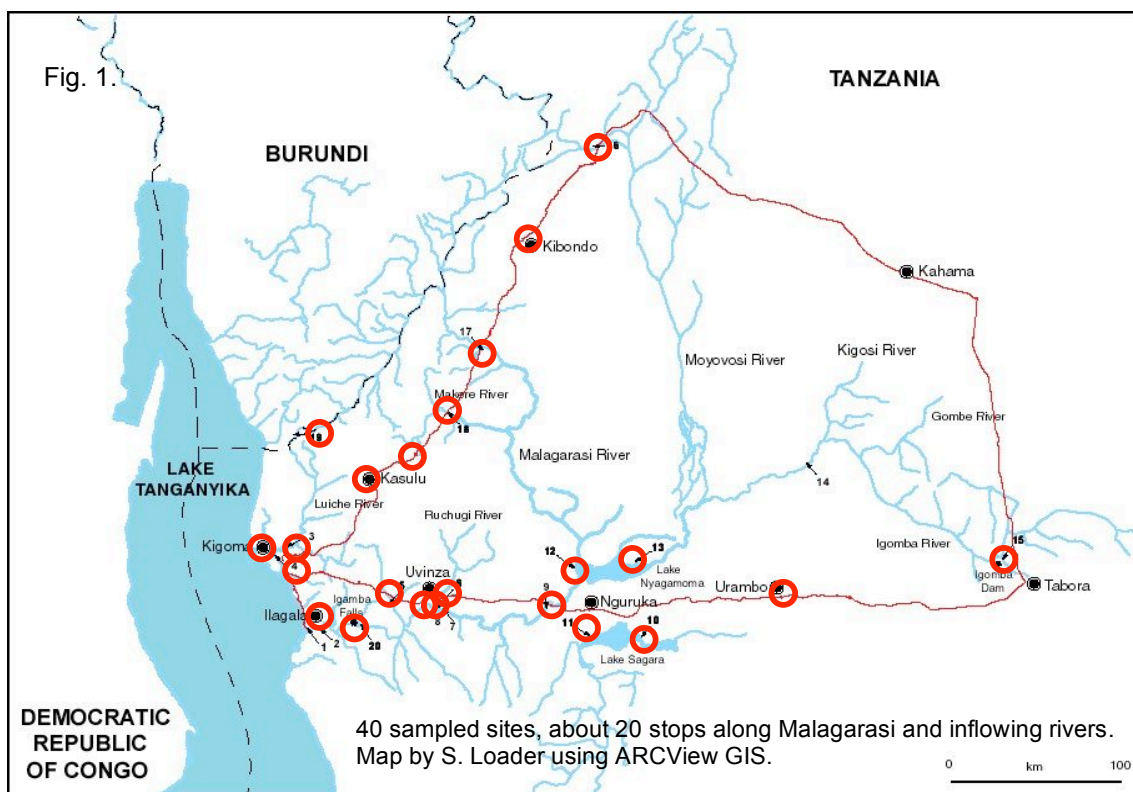 Fig. 1.
TANZANIA
BURUNDI
6
Kibondo
Kahama
17
Moyovosi River
Kigosi River
Makere River
Gombe River
16
19
Malagarasi River
LAKE
TANGANYIKA
Kasulu
14
Luiche River
Ruchugi River
Kigoma
3
12
13
Igomba River
15
4
Lake
Nyagamoma
Igomba
Dam
Tabora
5
Uvinza
Urambo
9
Nguruka
Igamba
Falls
8
7
Ilagala
11
10
1
2
20
Lake Sagara
DEMOCRATIC
REPUBLIC
OF CONGO
40 sampled sites, about 20 stops along Malagarasi and inflowing rivers.
Map by S. Loader using ARCView GIS.
0 km 100